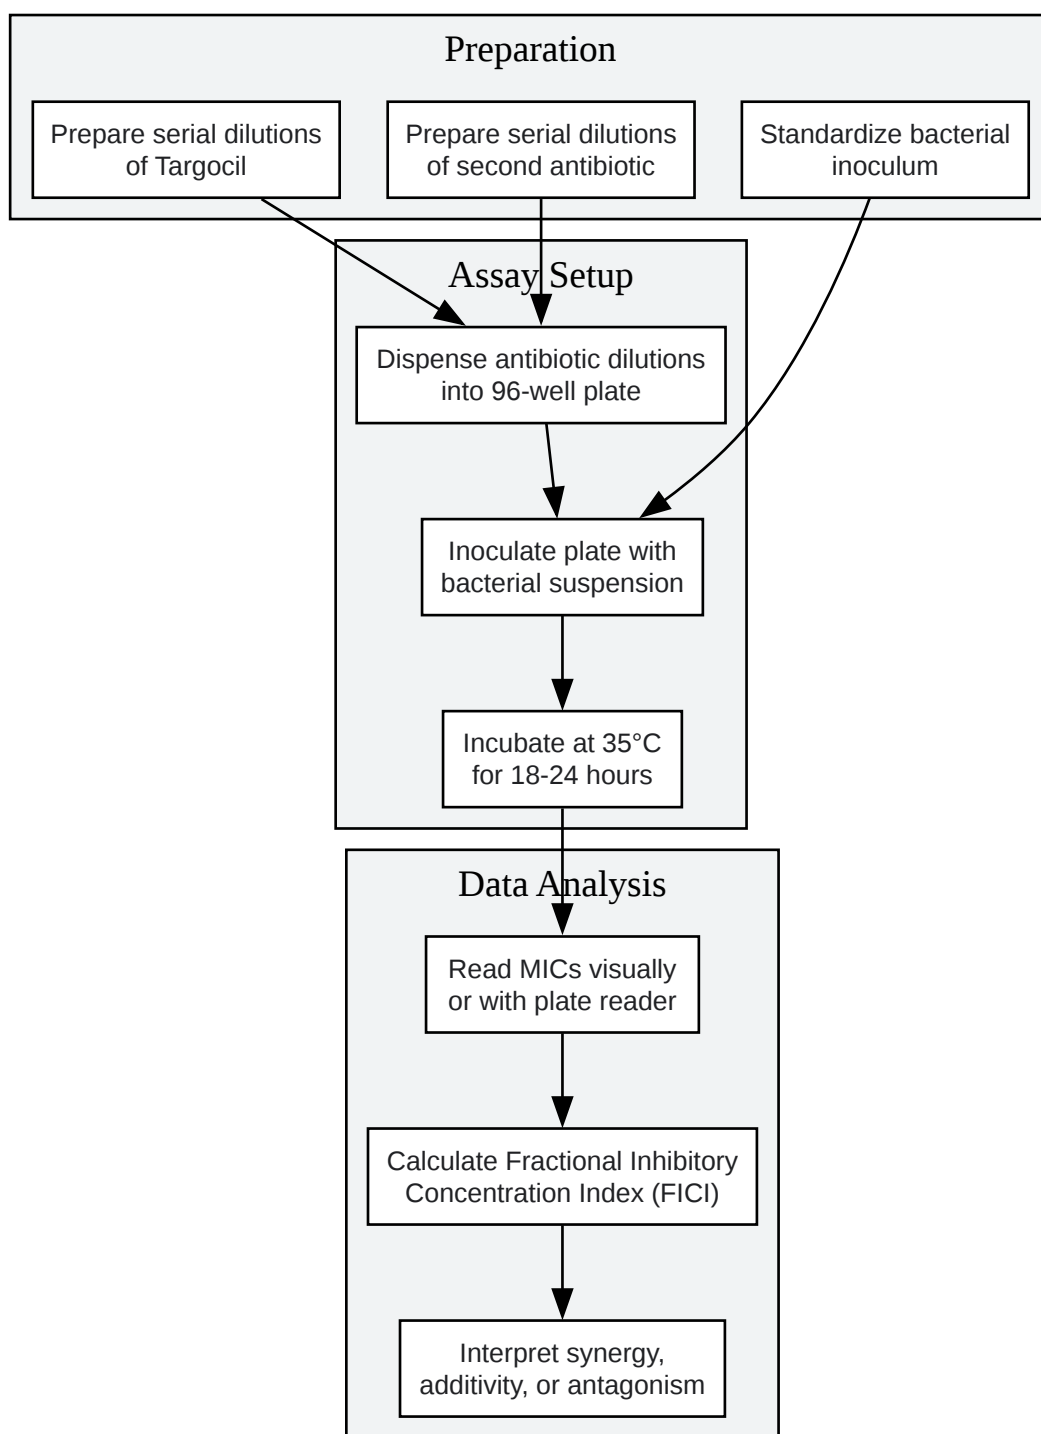 Preparation
Prepare serial dilutions
of Targocil
Prepare serial dilutions
of second antibiotic
Standardize bacterial
inoculum
Assay Setup
Dispense antibiotic dilutions
into 96-well plate
Inoculate plate with
bacterial suspension
Incubate at 35°C
for 18-24 hours
Data Analysis
Read MICs visually
or with plate reader
Calculate Fractional Inhibitory
Concentration Index (FICI)
Interpret synergy,
additivity, or antagonism